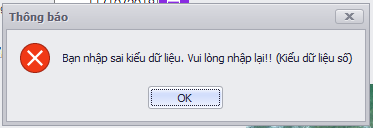 Thông báo
Bạn nhập sai kiểu dữ liệu. Vui lòng nhập lại!! (Kiểu dữ liệu số)
OK